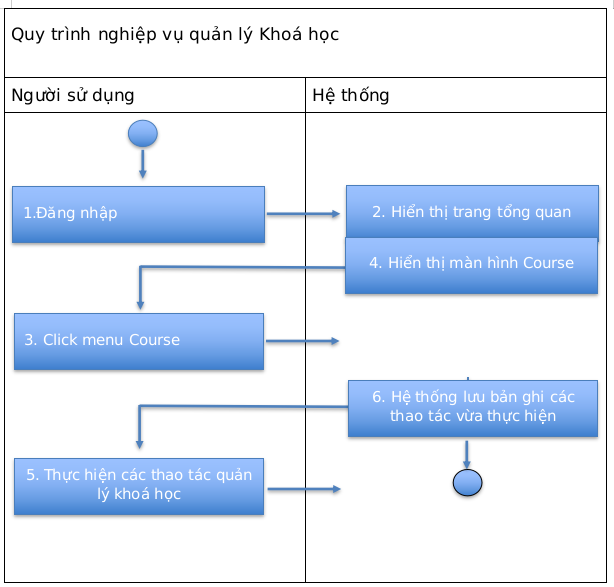 Quy trình nghiệp vụ quản lý Khoá học
Người sử dụng
Hệ thống
1.Đăng nhập
2. Hiển thị trang tổng quan
4. Hiển thị màn hình Course
3. Click menu Course
6. Hệ thống lưu bản ghi các
thao tác vừa thực hiện
5. Thực hiện các thao tác quản
lý khoá học